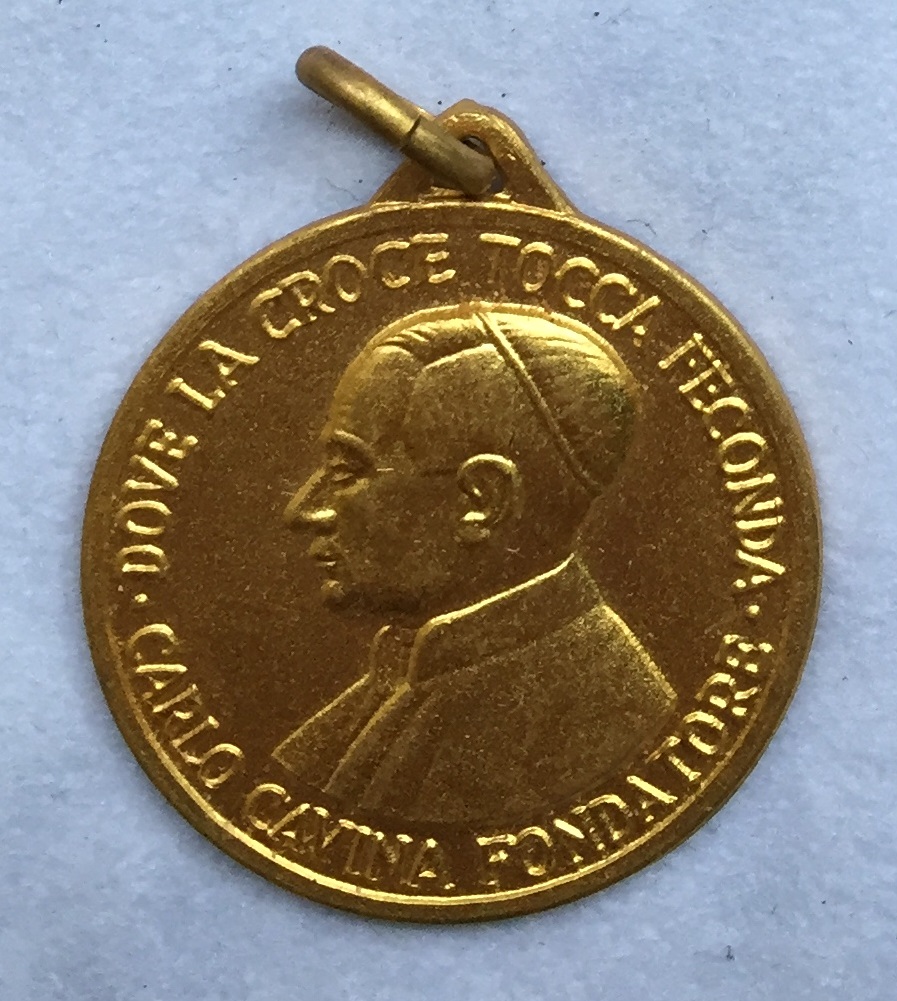 · DOVE LA CROCE TOCCA FECONDA ·
CARLO CAVINA FONDATORE